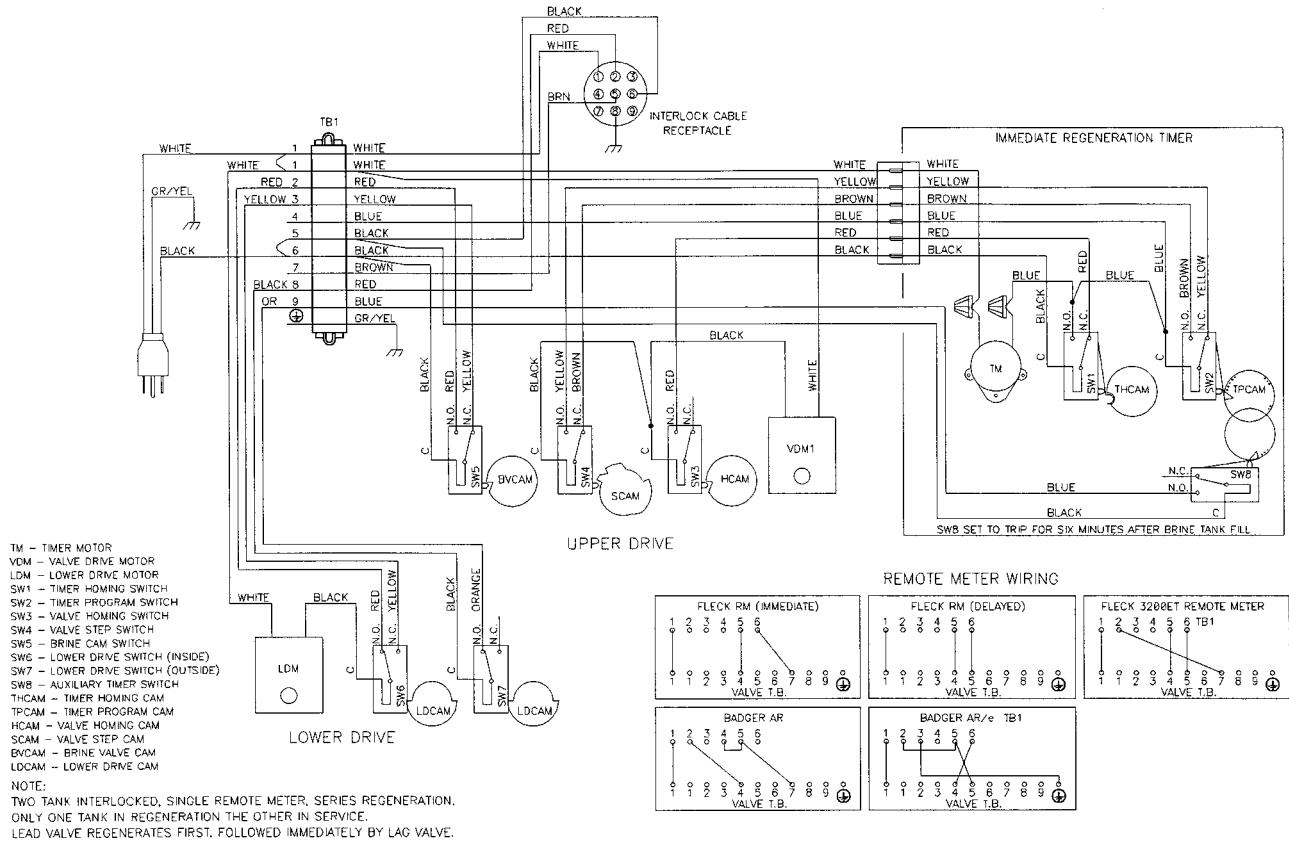 BLACK
RED
WHITE
1 2 3
4 5 6
7 8 9
BRN
INTERLOCK CABLE
RECEPTACLE
TB1
WHITE 1 WHITE
WHITE 1 WHITE
RED 2 RED
YELLOW 3 YELLOW
4 BLUE
5 BLACK
6 BLACK
7 BROWN
BLACK 8 RED
OR 9 BLUE
GR/YEL
GR/YEL
BLACK
IMMEDIATE REGENERATION TIMER
WHITE WHITE
YELLOW YELLOW
BROWN BROWN
BLUE BLUE
RED RED
BLACK BLACK
BLUE
BLACK
N.O.
RED
N.C.
BLUE
BLUE
BROWN
N.O.
YELLOW
N.C.
C
C
TM
SW1
THCAM
SW2
TPCAM
N.C.
N.O.
SW8
C
BLUE
BLACK
SW8 SET TO TRIP FOR SIX MINUTES AFTER BRINE TANK FILL
BLACK
RED
N.O.
YELLOW
N.C.
C
SW5
BVCAM
YELLOW
N.O.
BROWN
N.C.
C
SW4
SCAM
BLACK
RED
N.O.
N.C.
C
SW3
HCAM
WHITE
VDM1
UPPER DRIVE
WHITE
BLACK
LDM
RED
N.O.
YELLOW
N.C.
C
SW6
LDCAM
BLACK
ORANGE
N.O.
N.C.
C
SW7
LDCAM
LOWER DRIVE
TM – TIMER MOTOR
VDM – VALVE DRIVE MOTOR
LDM – LOWER DRIVE MOTOR
SW1 – TIMER HOMING SWITCH
SW2 – TIMER PROGRAM SWITCH
SW3 – VALVE HOMING SWITCH
SW4 – VALVE STEP SWITCH
SW5 – BRINE CAM SWITCH
SW6 – LOWER DRIVE SWITCH (INSIDE)
SW7 – LOWER DRIVE SWITCH (OUTSIDE)
SW8 – AUXILIARY TIMER SWITCH
THCAM – TIMER HOMING CAM
TPCAM – TIMER PROGRAM CAM
HCAM – VALVE HOMING CAM
SCAM – VALVE STEP CAM
BVCAM – BRINE VALVE CAM
LDCAM – LOWER DRIVE CAM
NOTE:
TWO TANK INTERLOCKED, SINGLE REMOTE METER, SERIES REGENERATION.
ONLY ONE TANK IN REGENERATION THE OTHER IN SERVICE.
LEAD VALVE REGENERATES FIRST, FOLLOWED IMMEDIATELY BY LAG VALVE.
REMOTE METER WIRING
FLECK RM (IMMEDIATE)
1 2 3 4 5 6
1 1 2 3 4 5 6 7 8 9
VALVE T.B.
FLECK RM (DELAYED)
1 2 3 4 5 6
1 1 2 3 4 5 6 7 8 9
VALVE T.B.
FLECK 3200ET REMOTE METER
1 2 3 4 5 6 TB1
1 1 2 3 4 5 6 7 8 9
VALVE T.B.
BADGER AR
1 2 3 4 5 6
1 1 2 3 4 5 6 7 8 9
VALVE T.B.
BADGER AR/e TB1
1 2 3 4 5 6
1 1 2 3 4 5 6 7 8 9
VALVE T.B.